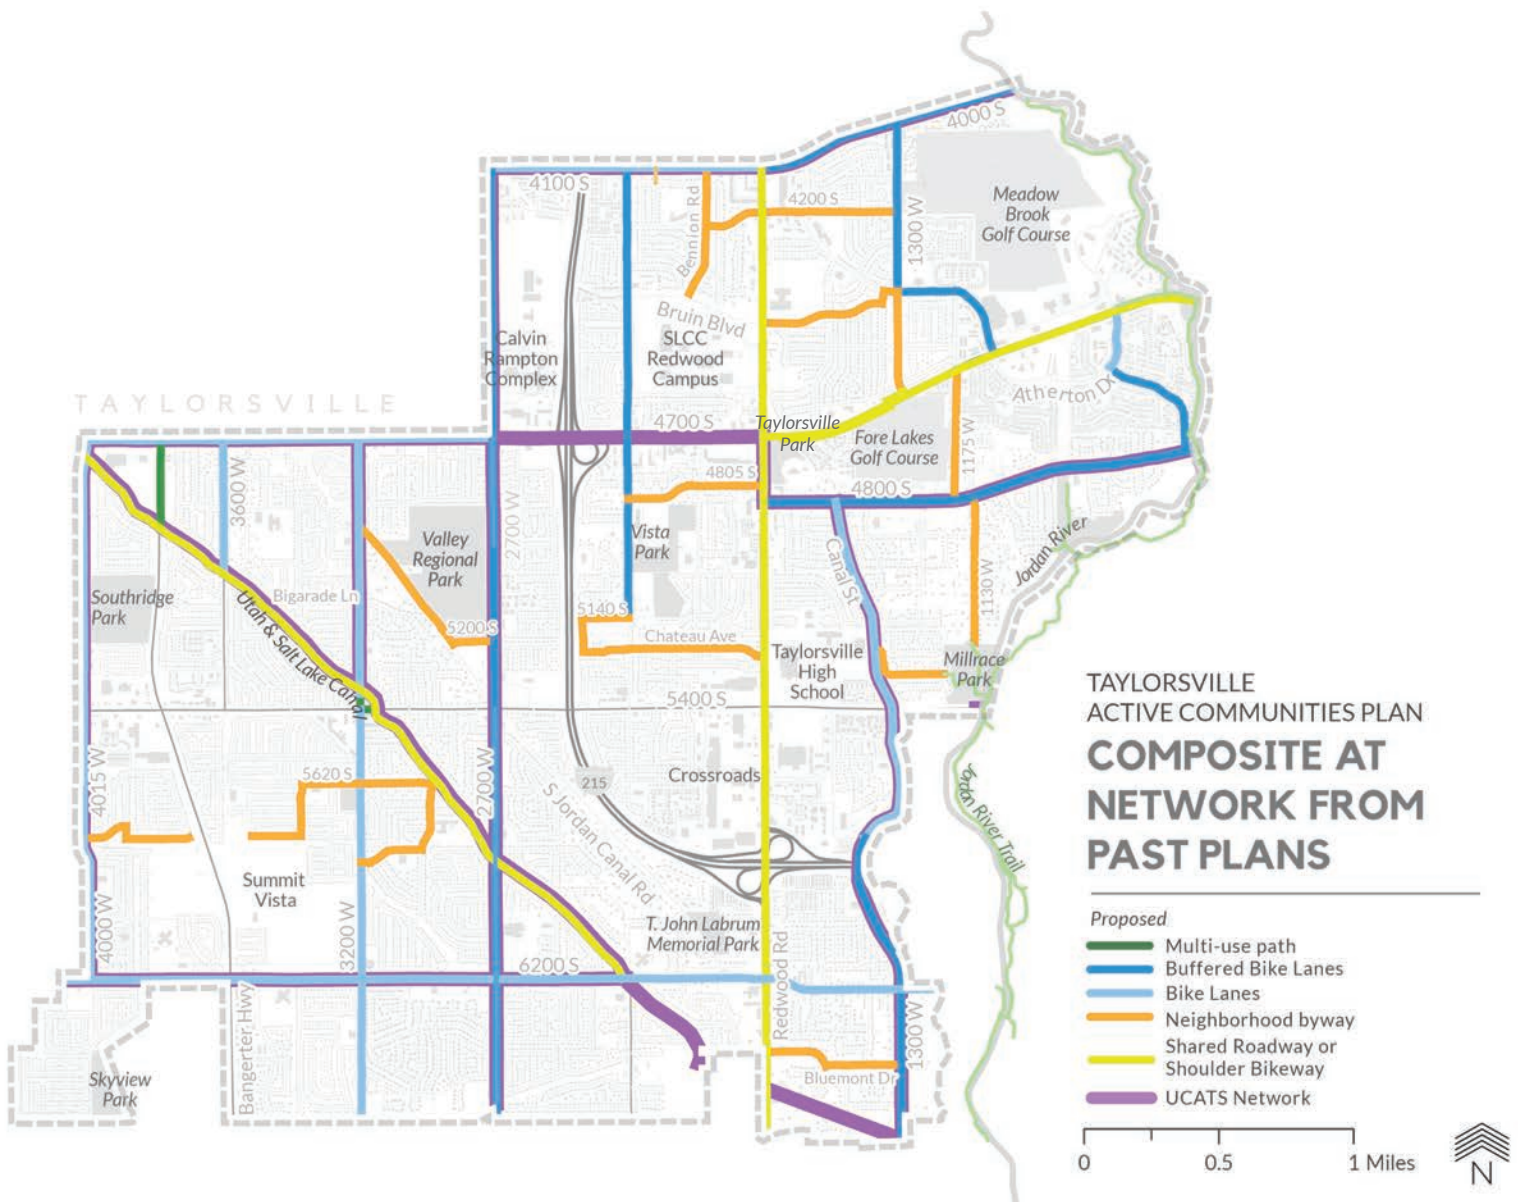 4000 S
4100 S
Bennion Rd
4200 S
1300 W
Meadow
Brook
Golf Course
Bruin Blvd
Calvin
Rampton
Complex
SLCC
Redwood
Campus
TAYLORSVILLE
Atherton Dr
4700 S
Taylorsville
Park
Fore Lakes
Golf Course
1175 W
3600 W
4805 S
4800 S
2700 W
Valley
Regional
Park
Vista
Park
Canal St
Jordan River
Southridge
Park
Bigarade Ln
Utah & Salt Lake Canal
5200 S
5140 S
Chateau Ave
1130 W
Taylorsville
High
School
Millrace
Park
5400 S
4015 W
5620 S
2700 W
215
Crossroads
S Jordan Canal Rd
Jordan River Trail
Summit
Vista
4000 W
3200 W
T. John Labrum
Memorial Park
6200 S
Redwood Rd
Bangerter Hwy
1300 W
Skyview
Park
Bluemont Dr
TAYLORSVILLE
ACTIVE COMMUNITIES PLAN
COMPOSITE AT
NETWORK FROM
PAST PLANS
Proposed
Multi-use path
Buffered Bike Lanes
Bike Lanes
Neighborhood byway
Shared Roadway or
Shoulder Bikeway
UCATS Network
0 0.5 1 Miles
N